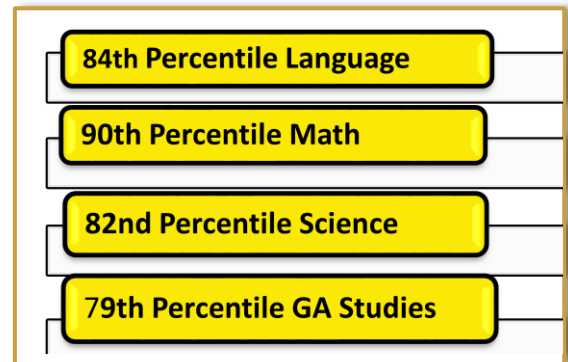 84th Percentile Language
90th Percentile Math
82nd Percentile Science
79th Percentile GA Studies